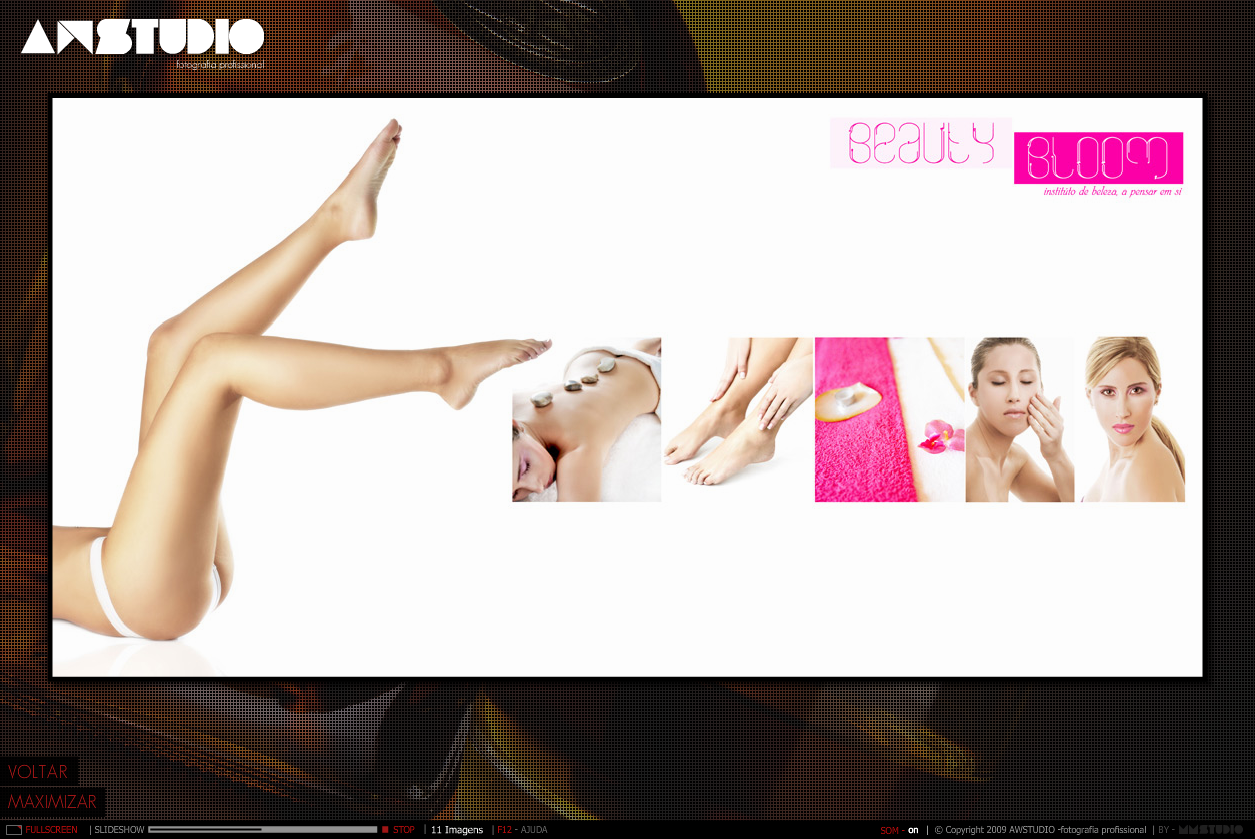 AWSTUDIO
fotografia profissional
BEAUTY
BLOOM
instituto de beleza, a pensar em si
VOLTAR
MAXIMIZAR
FULLSCREEN | SLIDESHOW STOP | 11 Imagens | F12 - AJUDA SOM - on | © Copyright 2009 AWSTUDIO -fotografia profissional | BY - MMSTUDIO